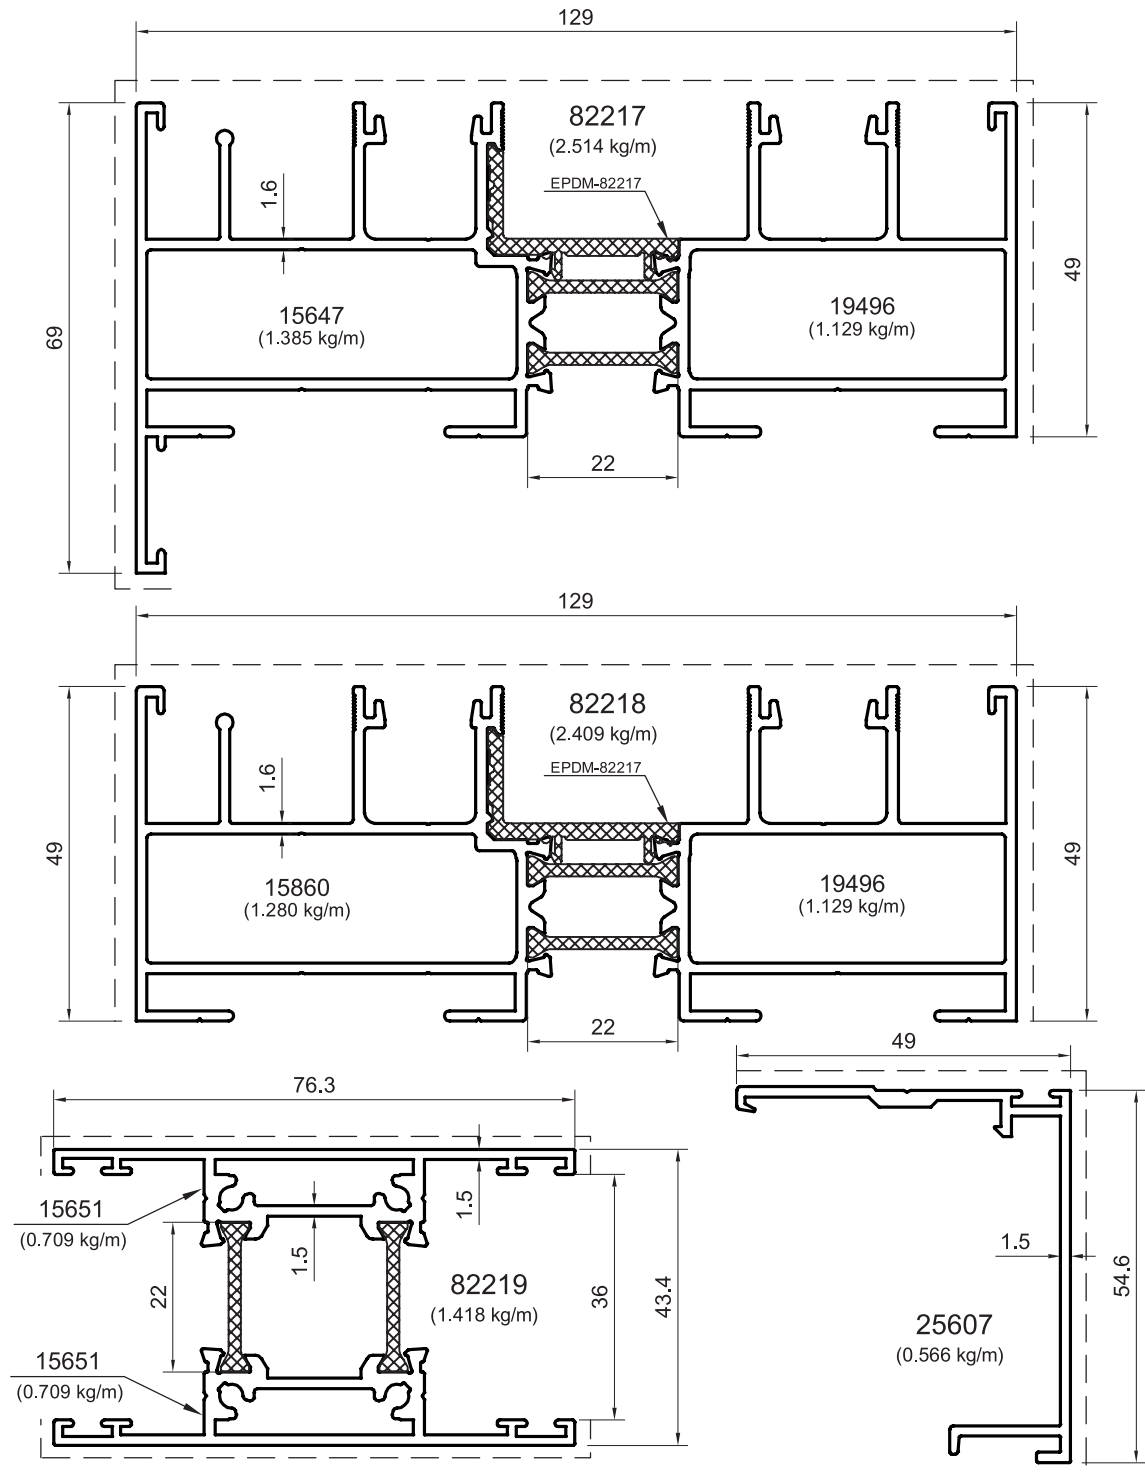 129
82217
(2.514 kg/m)
EPDM-82217
1.6
69
15647
(1.385 kg/m)
19496
(1.129 kg/m)
49
22
129
82218
(2.409 kg/m)
EPDM-82217
1.6
49
15860
(1.280 kg/m)
19496
(1.129 kg/m)
49
22
76.3
15651
(0.709 kg/m)
1.5
1.5
22
82219
(1.418 kg/m)
36
43.4
15651
(0.709 kg/m)
49
1.5
54.6
25607
(0.566 kg/m)